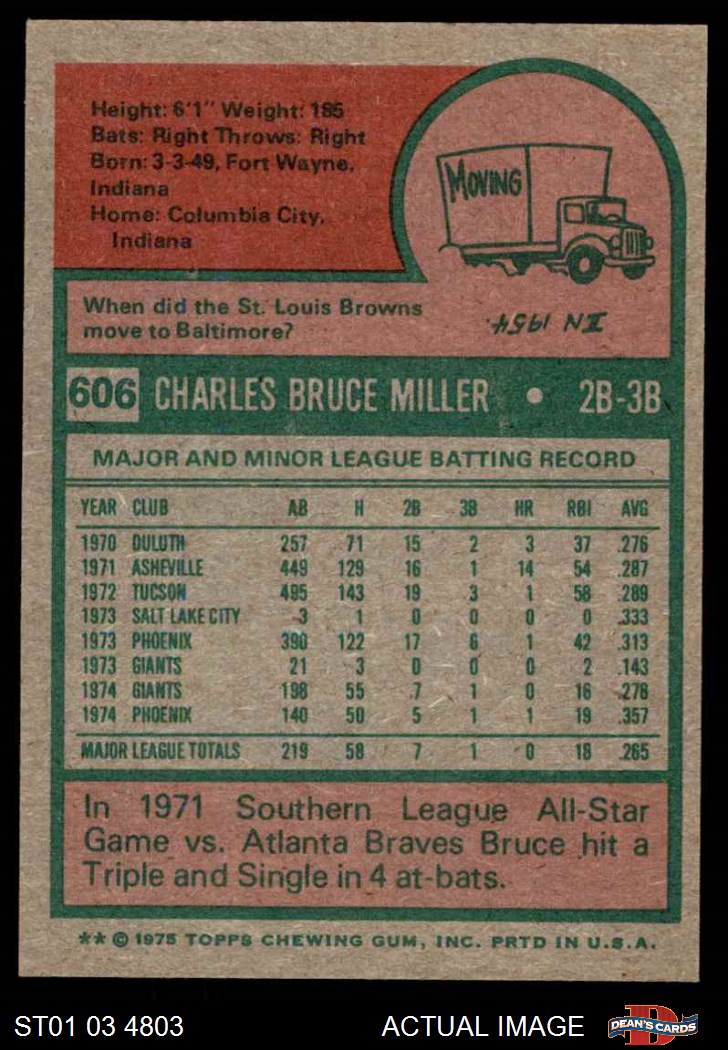 Height: 6'1" Weight: 185
Bats: Right Throws: Right
Born: 3-3-49, Fort Wayne,
Indiana
Home: Columbia City,
Indiana
MOVING
When did the St. Louis Browns
move to Baltimore?
IN 1954.
606 CHARLES BRUCE MILLER • 2B-3B
MAJOR AND MINOR LEAGUE BATTING RECORD
YEAR CLUB AB H 2B 3B HR RBI AVG
1970 DULUTH 257 71 15 2 3 37 .276
1971 ASHEVILLE 449 129 16 1 14 54 .287
1972 TUCSON 495 143 19 3 1 58 .289
1973 SALT LAKE CITY 3 1 0 0 0 0 .333
1973 PHOENIX 390 122 17 6 1 42 .313
1973 GIANTS 21 3 0 0 0 2 .143
1974 GIANTS 198 55 7 1 0 16 .278
1974 PHOENIX 140 50 5 1 1 19 .357
MAJOR LEAGUE TOTALS 219 58 7 1 0 18 .265
In 1971 Southern League All-Star
Game vs. Atlanta Braves Bruce hit a
Triple and Single in 4 at-bats.
** © 1975 TOPPS CHEWING GUM, INC. PRTD IN U.S.A.
ST01 03 4803 ACTUAL IMAGE D DEAN'S CARDS